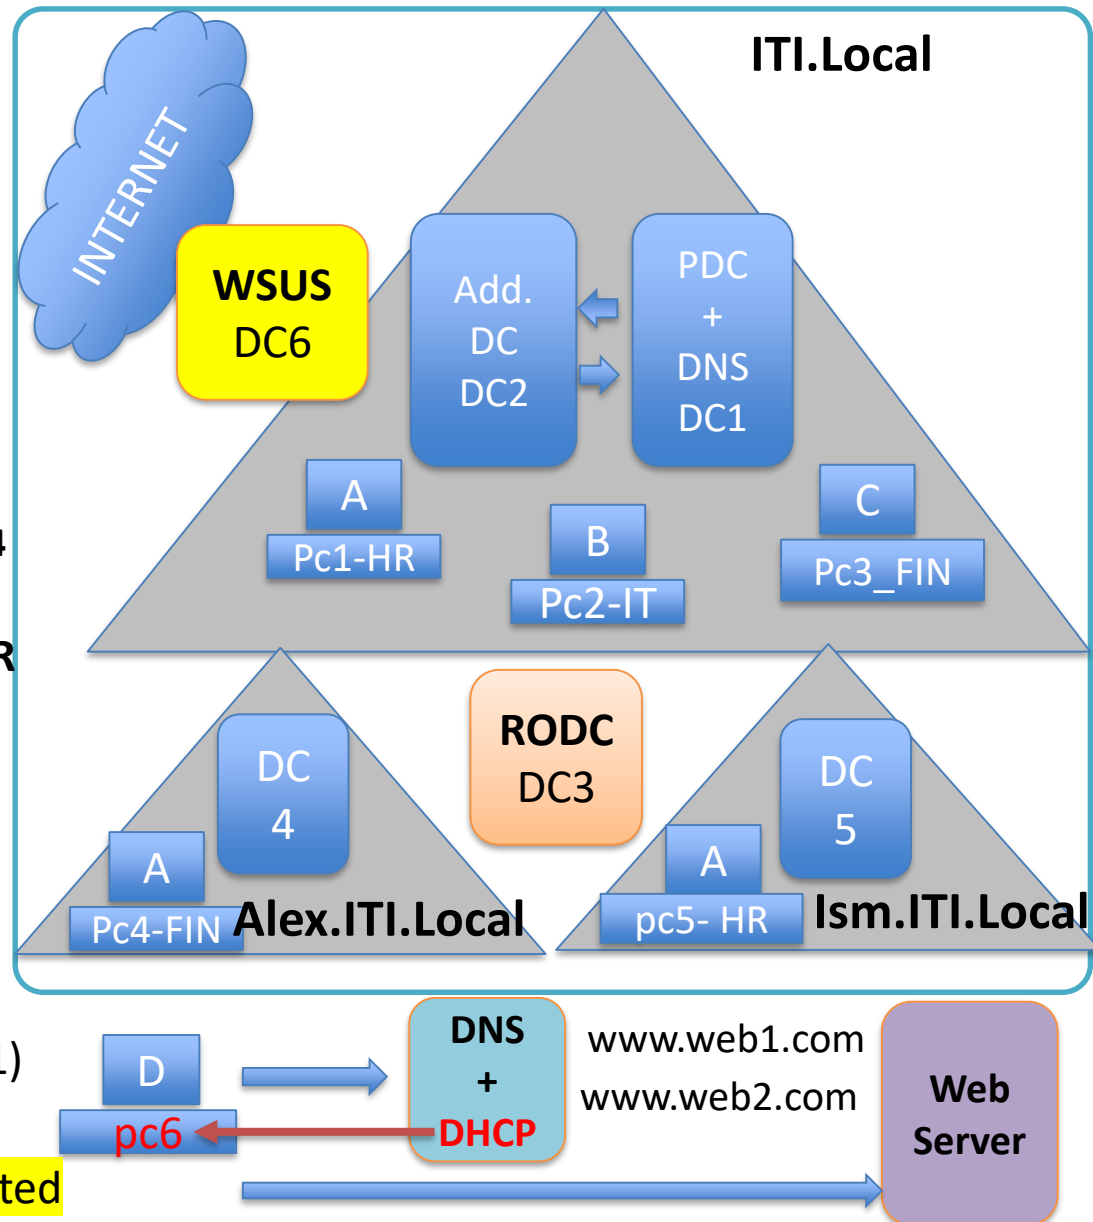 ITI.Local
INTERNET
WSUS
DC6
Add.
DC
DC2
PDC
+
DNS
DC1
A
Pc1-HR
B
Pc2-IT
C
Pc3_FIN
4
R
DC
4
A
Pc4-FIN
Alex.ITI.Local
RODC
DC3
DC
5
A
pc5- HR
Ism.ITI.Local
1)
D
pc6
DNS
+
DHCP
www.web1.com
www.web2.com
Web
Server
ted